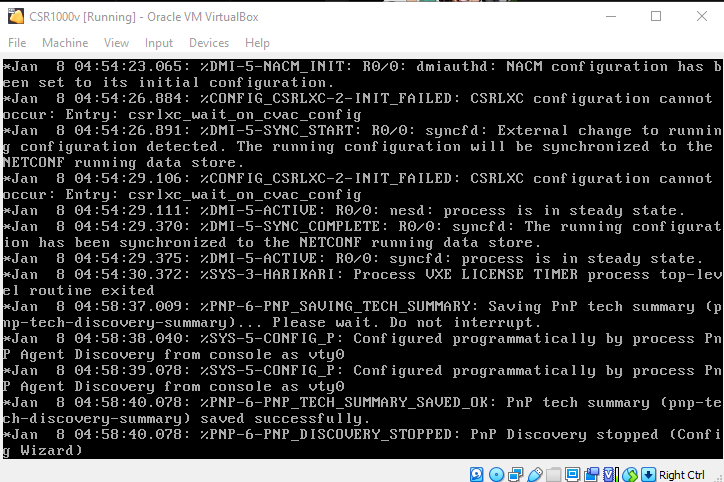 CSR1000v [Running] - Oracle VM VirtualBox
File Machine View Input Devices Help
*Jan  8 04:54:23.065: %DMI-5-NACM_INIT: R0/0: dmiauthd: NACM configuration has b
een set to its initial configuration.
*Jan  8 04:54:26.884: %CONFIG_CSRLXC-2-INIT_FAILED: CSRLXC configuration cannot
occur: Entry: csrlxc_wait_on_cvac_config
*Jan  8 04:54:26.891: %DMI-5-SYNC_START: R0/0: syncfd: External change to runnin
g configuration detected. The running configuration will be synchronized to the
NETCONF running data store.
*Jan  8 04:54:29.106: %CONFIG_CSRLXC-2-INIT_FAILED: CSRLXC configuration cannot
occur: Entry: csrlxc_wait_on_cvac_config
*Jan  8 04:54:29.111: %DMI-5-ACTIVE: R0/0: nesd: process is in steady state.
*Jan  8 04:54:29.370: %DMI-5-SYNC_COMPLETE: R0/0: syncfd: The running configurat
ion has been synchronized to the NETCONF running data store.
*Jan  8 04:54:29.375: %DMI-5-ACTIVE: R0/0: syncfd: process is in steady state.
*Jan  8 04:54:30.372: %SYS-3-HARIKARI: Process VXE LICENSE TIMER process top-lev
el routine exited
*Jan  8 04:58:37.009: %PNP-6-PNP_SAVING_TECH_SUMMARY: Saving PnP tech summary (p
np-tech-discovery-summary)... Please wait. Do not interrupt.
*Jan  8 04:58:38.040: %SYS-5-CONFIG_P: Configured programmatically by process Pn
P Agent Discovery from console as vty0
*Jan  8 04:58:39.078: %SYS-5-CONFIG_P: Configured programmatically by process Pn
P Agent Discovery from console as vty0
*Jan  8 04:58:40.078: %PNP-6-PNP_TECH_SUMMARY_SAVED_OK: PnP tech summary (pnp-te
ch-discovery-summary) saved successfully.
*Jan  8 04:58:40.078: %PNP-6-PNP_DISCOVERY_STOPPED: PnP Discovery stopped (Confi
g Wizard)
Right Ctrl